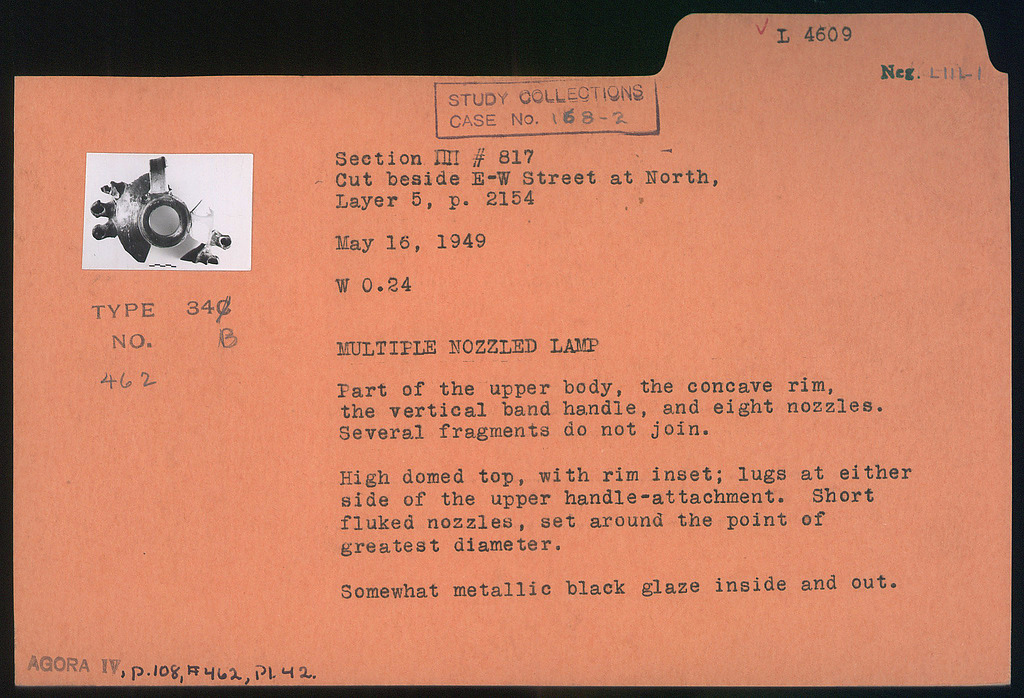 L 4609
Neg. LIII-1
STUDY COLLECTIONS
CASE No. 168-2
Section ΠΠ # 817
Cut beside E-W Street at North,
Layer 5, p. 2154
May 16, 1949
W 0.24
TYPE 34
NO. B
462
MULTIPLE NOZZLED LAMP
Part of the upper body, the concave rim,
the vertical band handle, and eight nozzles.
Several fragments do not join.
High domed top, with rim inset; lugs at either
side of the upper handle-attachment. Short
fluked nozzles, set around the point of
greatest diameter.
Somewhat metallic black glaze inside and out.
AGORA IV, p.108, #462, Pl. 42.